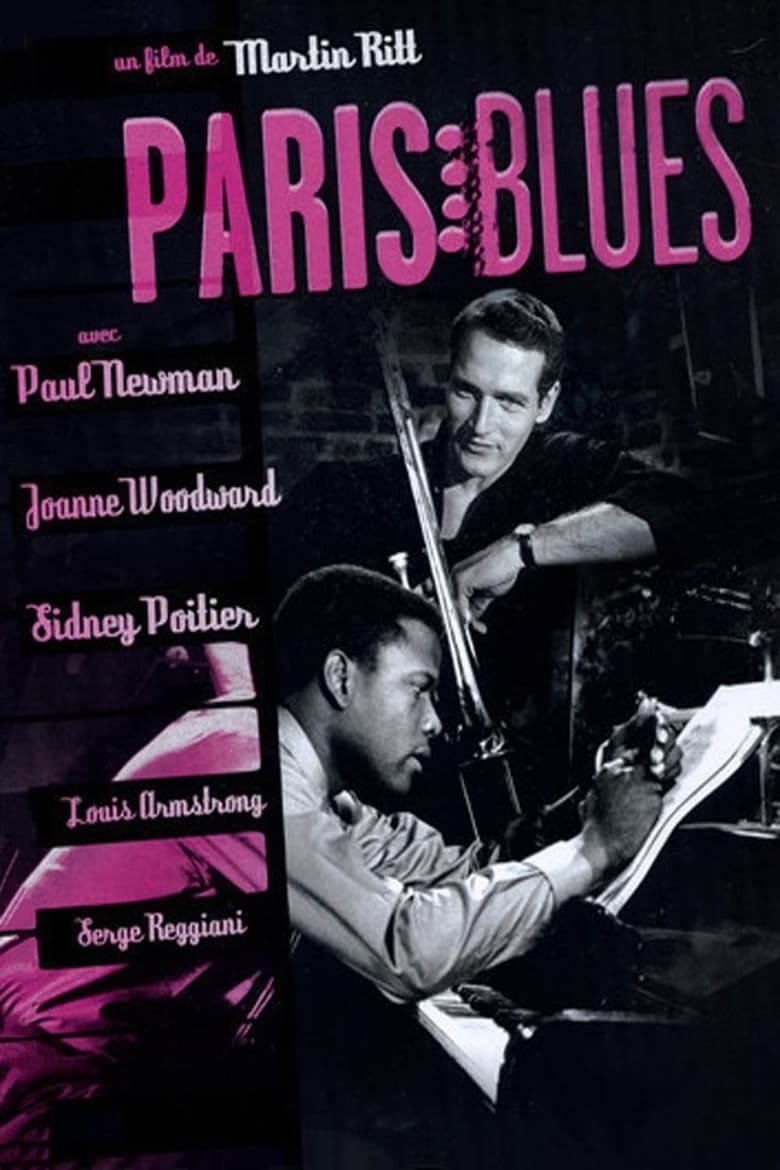 un film de Martin Ritt
PARIS BLUES
avec
Paul Newman
Joanne Woodward
Sidney Poitier
Louis Armstrong
Serge Reggiani